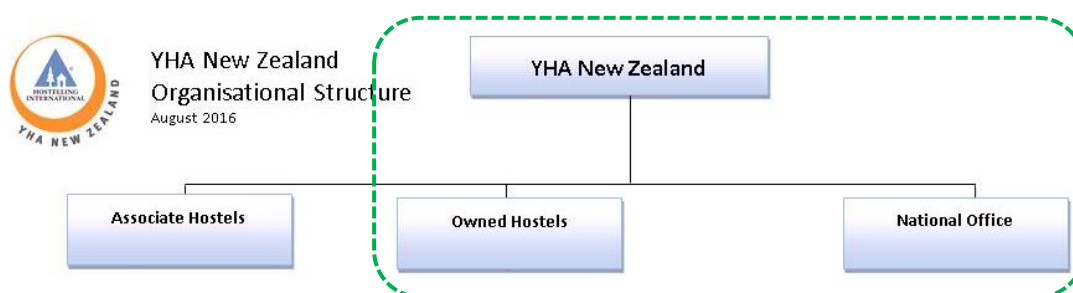 YHA New Zealand
Organisational Structure
August 2016
HOSTELLING
INTERNATIONAL
YHA NEW ZEALAND
YHA New Zealand
Associate Hostels
Owned Hostels
National Office